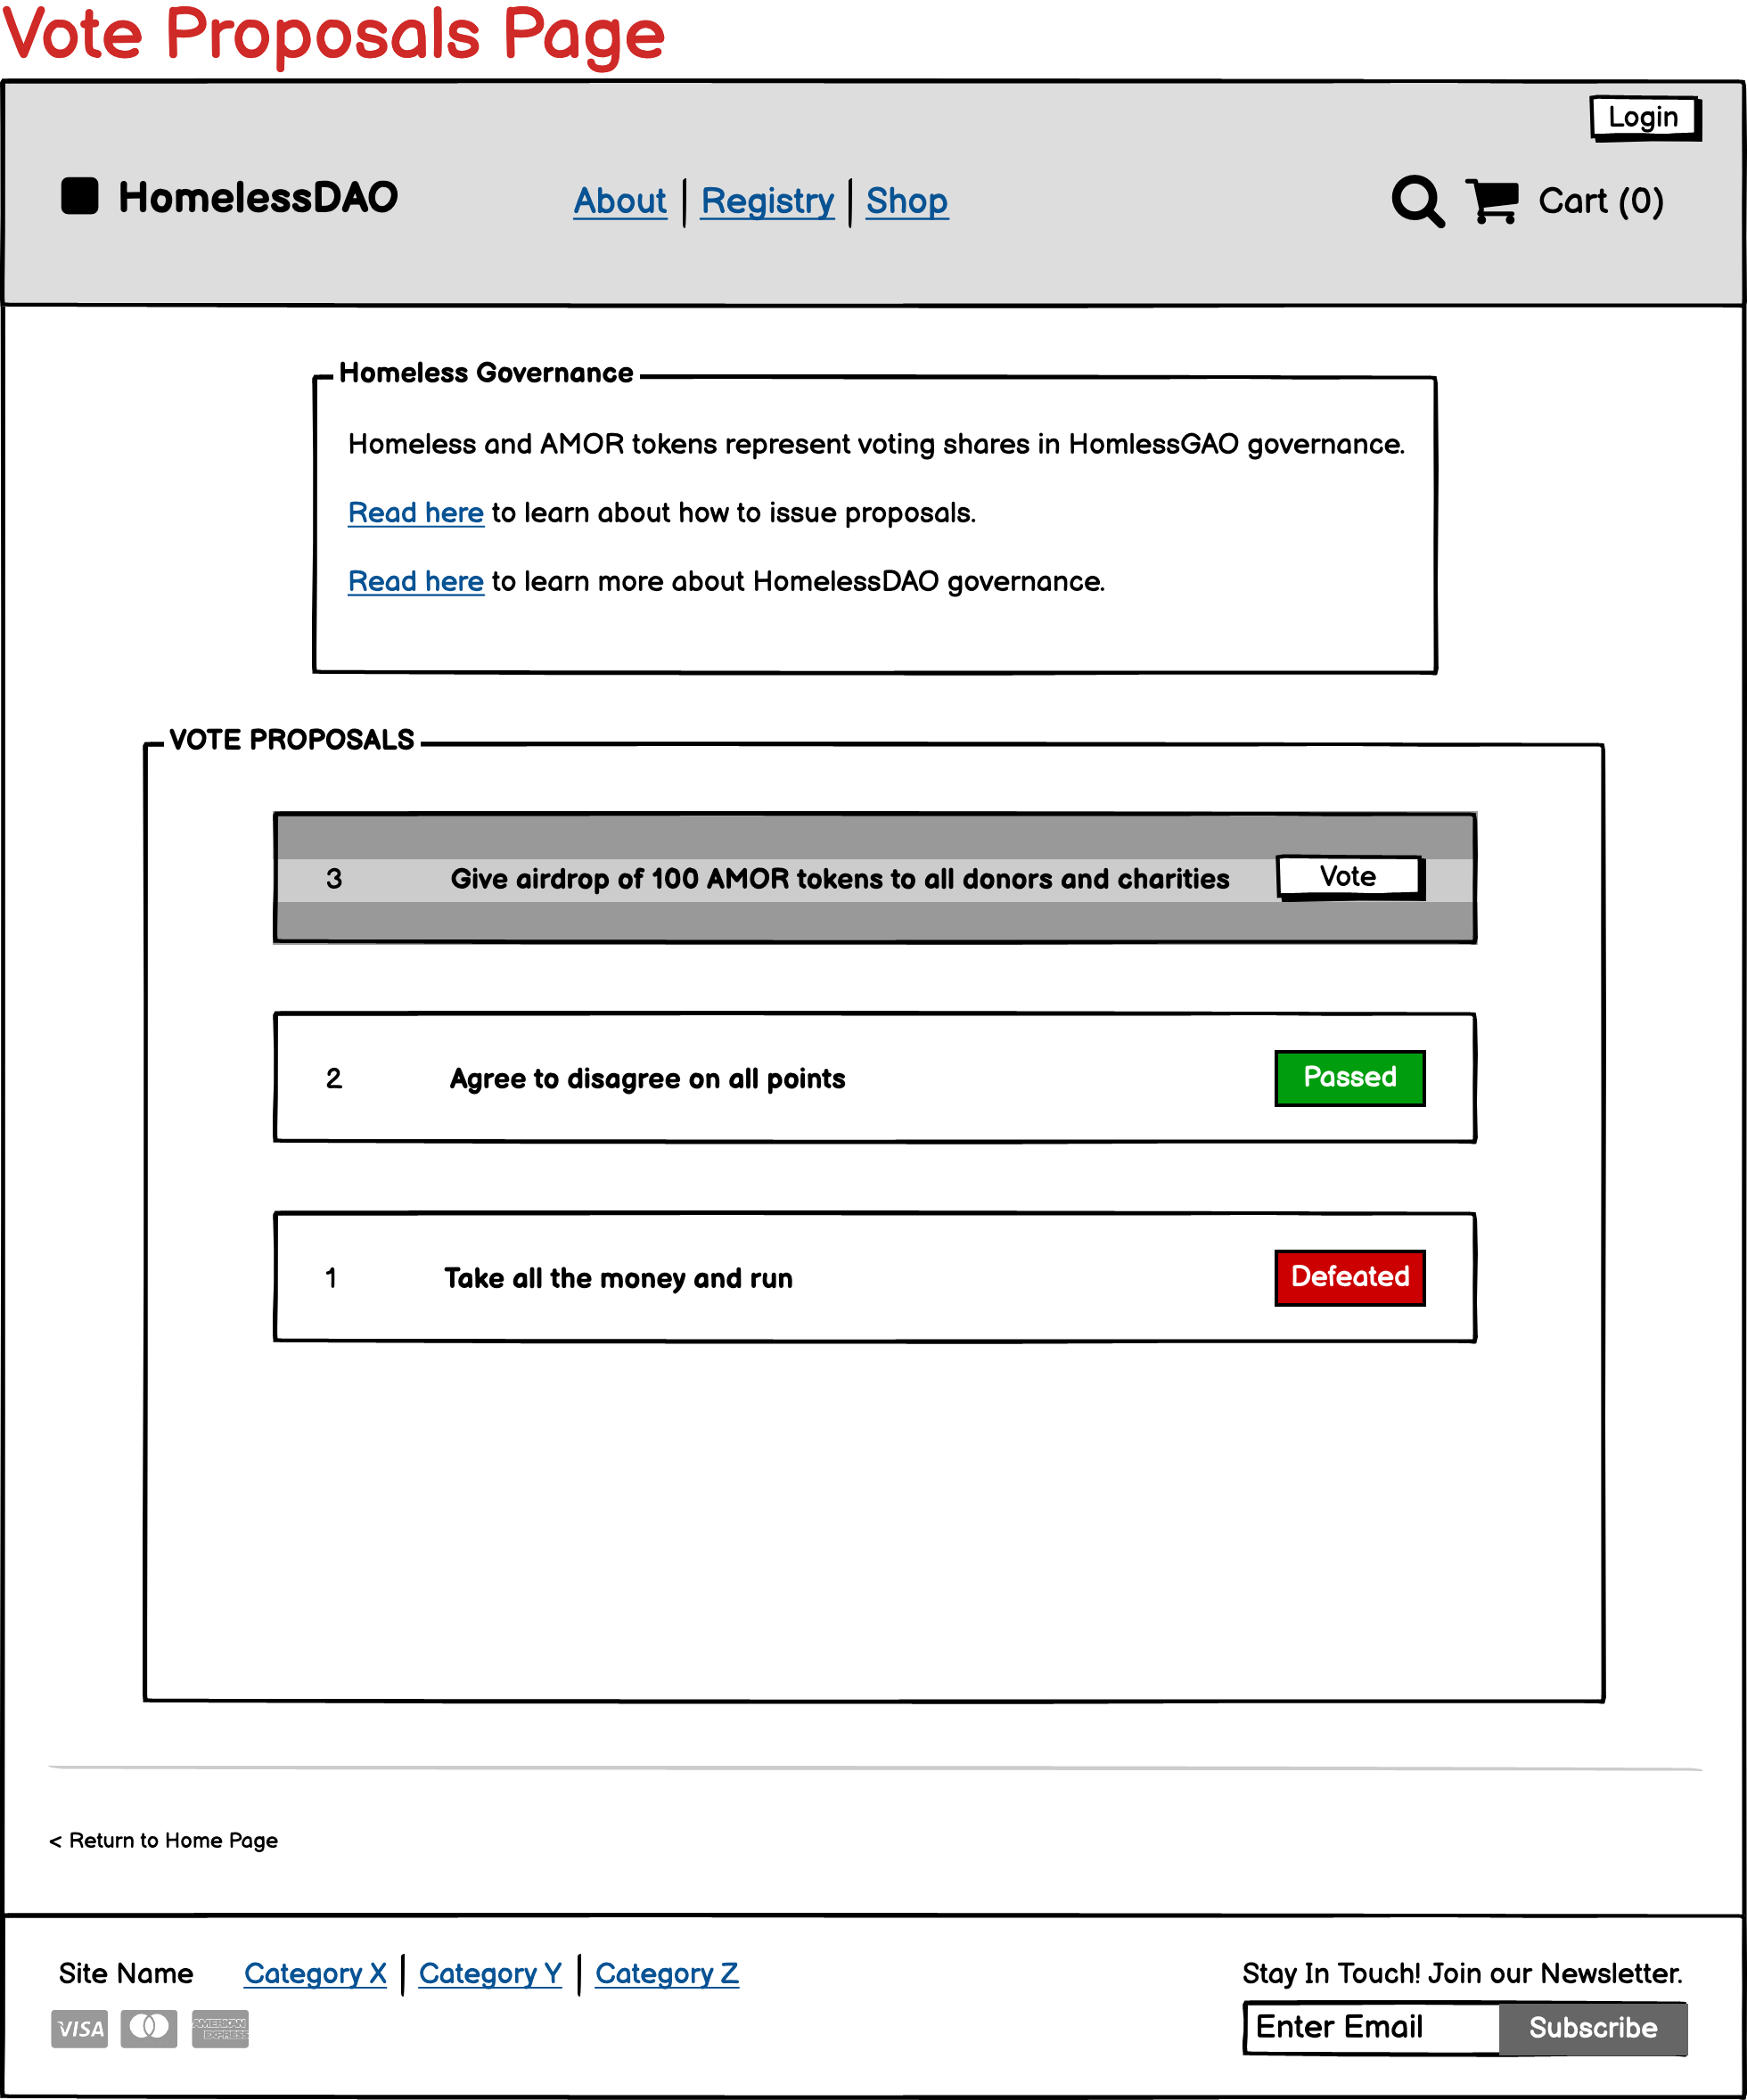 Vote Proposals Page
Login
HomelessDAO
About
Registry
Shop
Cart (0)
Homeless Governance
Homeless and AMOR tokens represent voting shares in HomlessGAO governance.
Read here to learn about how to issue proposals.
Read here to learn more about HomelessDAO governance.
VOTE PROPOSALS
3 Give airdrop of 100 AMOR tokens to all donors and charities Vote
2 Agree to disagree on all points Passed
1 Take all the money and run Defeated
< Return to Home Page
Site Name
Category X
Category Y
Category Z
VISA
AMERICAN EXPRESS
Stay In Touch! Join our Newsletter.
Enter Email
Subscribe